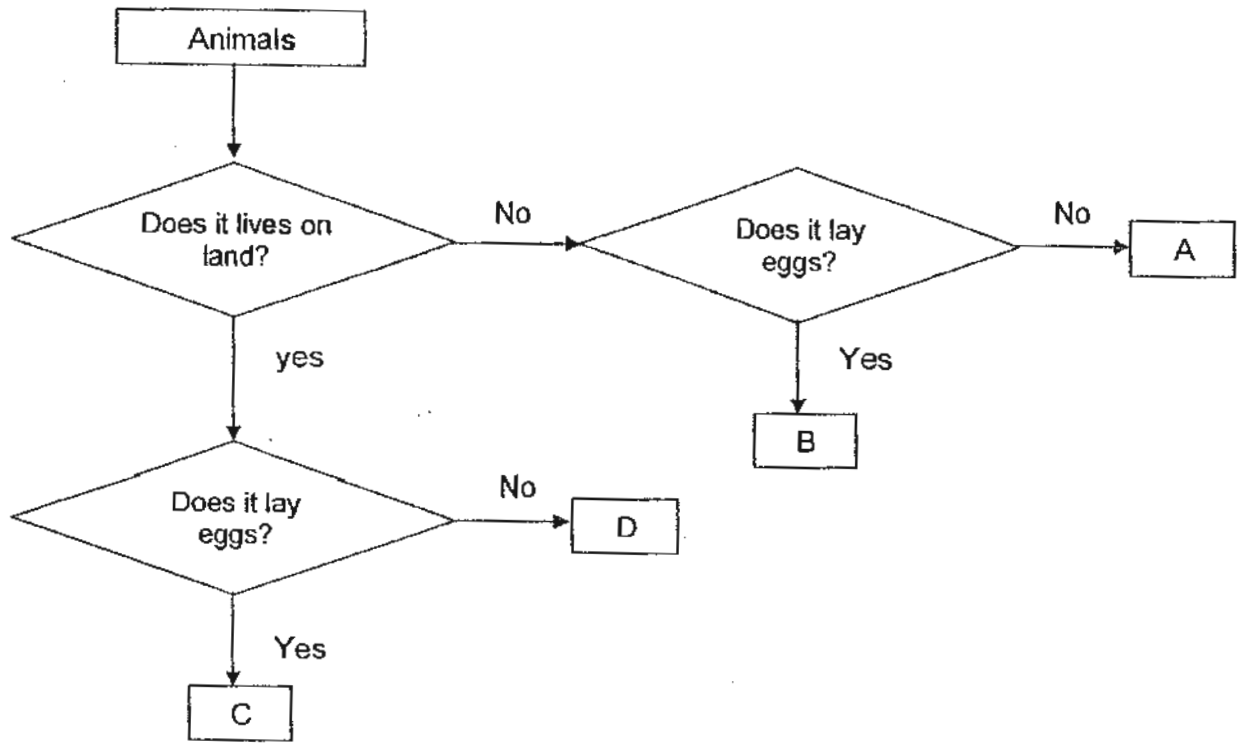 Animals
Does it lives on
land?
No
Does it lay
eggs?
No
A
yes
Yes
B
Does it lay
eggs?
No
D
Yes
C